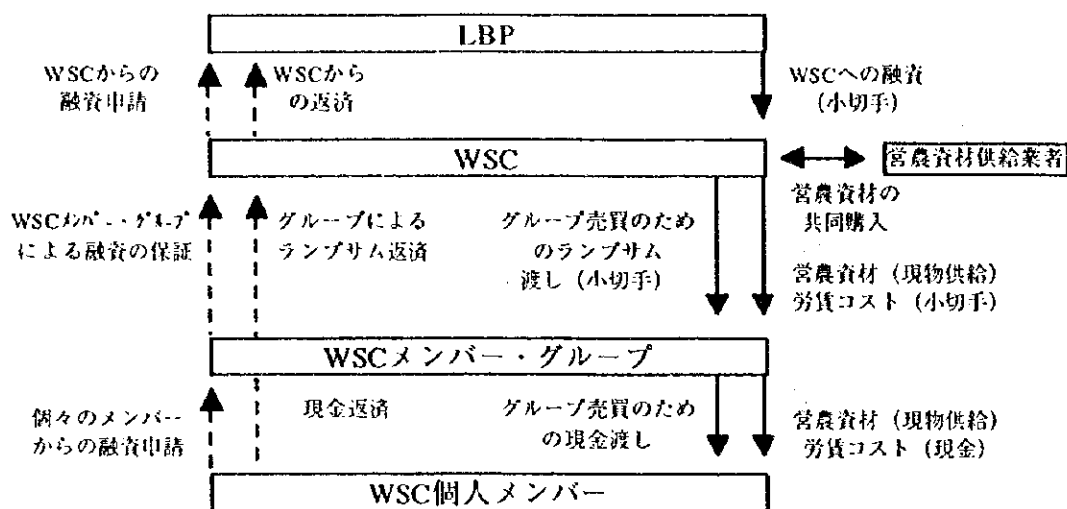 LBP
WSCからの
融資申請
WSCから
の返済
WSCへの融資
(小切手)
WSC
営農資材供給業者
営農資材の
共同購入
WSCメンバー・グループ
による融資の保証
グループによる
ランプサム返済
グループ売買のため
のランプサム
渡し (小切手)
営農資材 (現物供給)
労賃コスト (小切手)
WSCメンバー・グループ
個々のメンバー
からの融資申請
現金返済
グループ売買のため
の現金渡し
営農資材 (現物供給)
労賃コスト (現金)
WSC個人メンバー